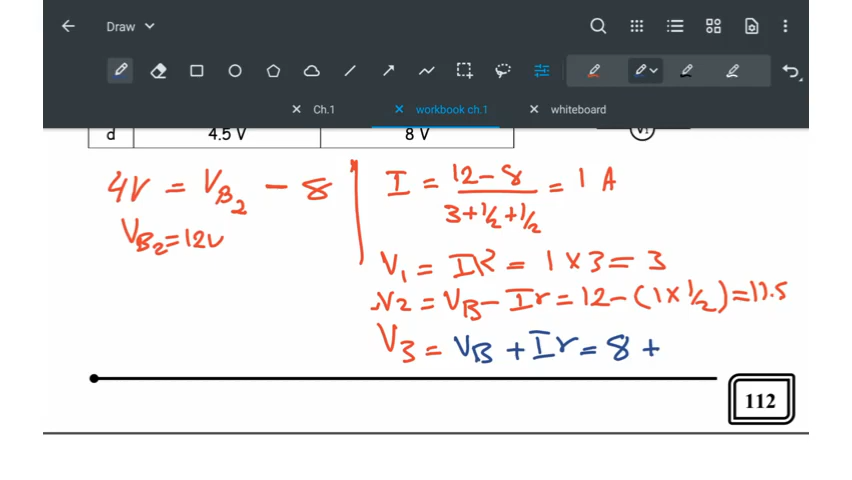 Draw
Ch.1
workbook ch.1
whiteboard
d 4.5 V 8 V
V1
4V = VB2 - 8
VB2 = 12V
I = 12-8 / 3+1/2+1/2 = 1 A
V1 = IR = 1 × 3 = 3
V2 = VB - Ir = 12 - (1 × 1/2) = 11.5
V3 = VB + Ir = 8 +
112